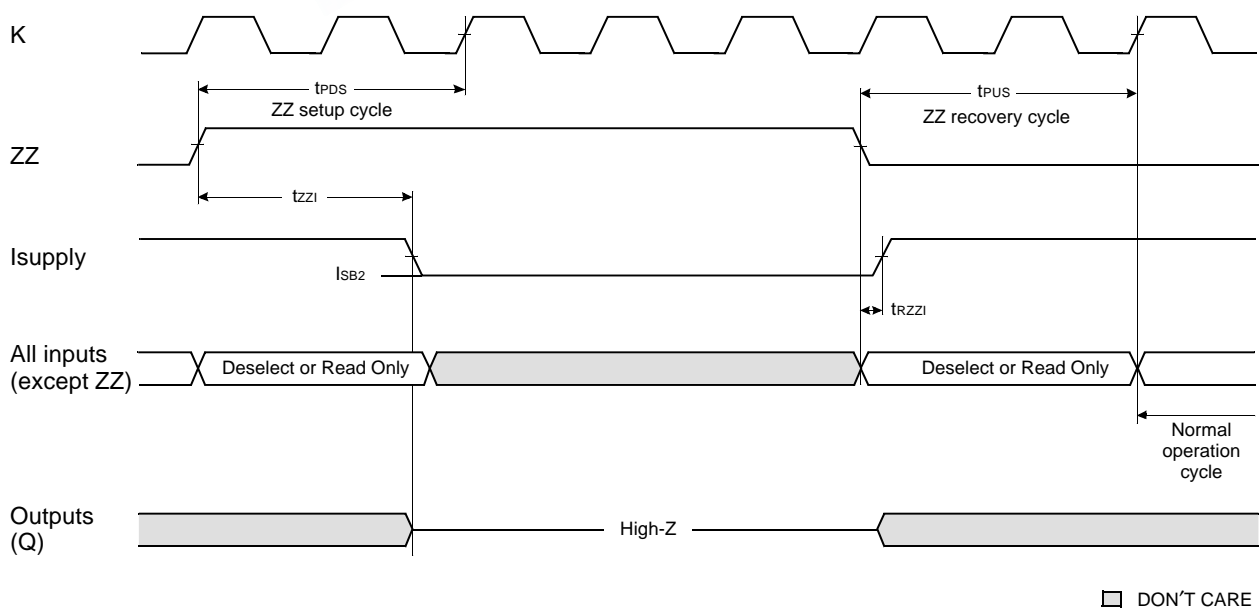 K
tPDS
ZZ setup cycle
tPUS
ZZ recovery cycle
ZZ
tZZI
Isupply
ISB2
tRZZI
All inputs
(except ZZ)
Deselect or Read Only
Deselect or Read Only
Normal
operation
cycle
Outputs
(Q)
High-Z
DON′T CARE